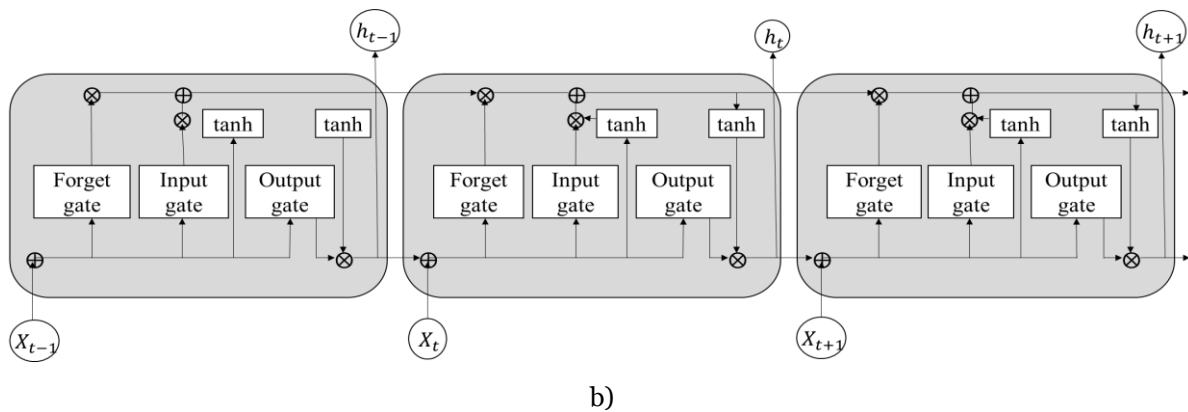 h_{t-1}
h_t
h_{t+1}
tanh
tanh
tanh
tanh
tanh
tanh
Forget
gate
Input
gate
Output
gate
Forget
gate
Input
gate
Output
gate
Forget
gate
Input
gate
Output
gate
X_{t-1}
X_t
X_{t+1}
b)